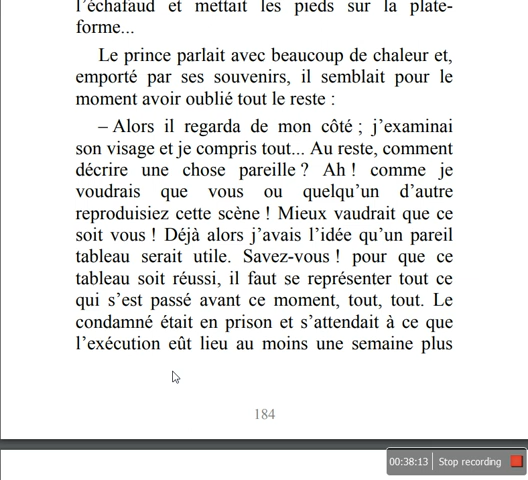 l’échafaud et mettait les pieds sur la plate-
forme...
Le prince parlait avec beaucoup de chaleur et,
emporté par ses souvenirs, il semblait pour le
moment avoir oublié tout le reste :
– Alors il regarda de mon côté ; j’examinai
son visage et je compris tout... Au reste, comment
décrire une chose pareille ? Ah ! comme je
voudrais que vous ou quelqu’un d’autre
reproduisiez cette scène ! Mieux vaudrait que ce
soit vous ! Déjà alors j’avais l’idée qu’un pareil
tableau serait utile. Savez-vous ! pour que ce
tableau soit réussi, il faut se représenter tout ce
qui s’est passé avant ce moment, tout, tout. Le
condamné était en prison et s’attendait à ce que
l’exécution eût lieu au moins une semaine plus
184
00:38:13 Stop recording